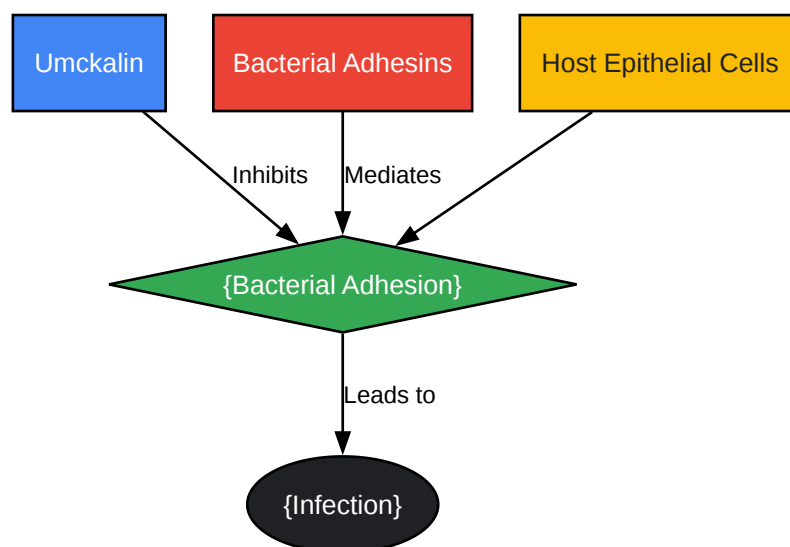 Umckalin
Bacterial Adhesins
Host Epithelial Cells
Inhibits
Mediates
{Bacterial Adhesion}
Leads to
{Infection}